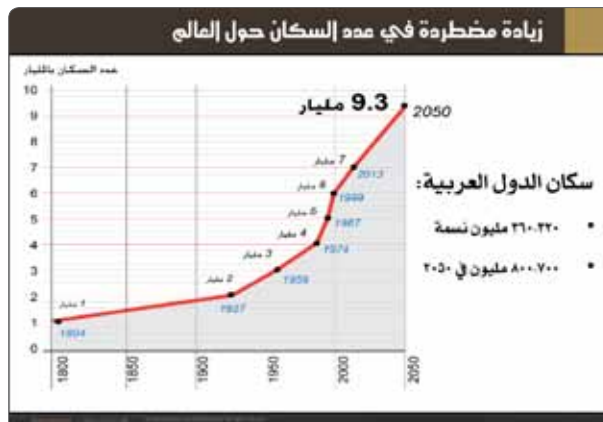 زيادة مضطردة في عدد السكان حول العالم
عدد السكان بالمليار
10
9
8
7
6
5
4
3
2
1
0
9.3 مليار
2050
7 مليار
2013
6 مليار
1999
5 مليار
1987
4 مليار
1974
3 مليار
1959
2 مليار
1927
1 مليار
1804
1800
1850
1900
1950
2000
2050
سكان الدول العربية:
• ٣٦٠.٣٢٠ مليون نسمة
• ٨٠٠.٧٠٠ مليون في ٢٠٥٠